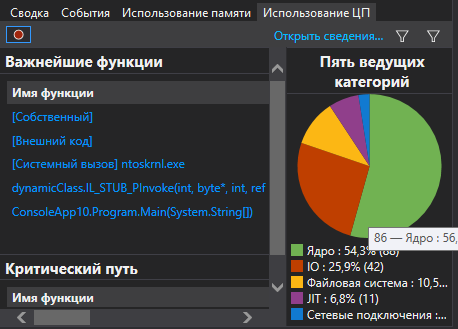 Сводка События Использование памяти Использование ЦП
Открыть сведения...
Важнейшие функции
Имя функции
[Собственный]
[Внешний код]
[Системный вызов] ntoskrnl.exe
dynamicClass.IL_STUB_PInvoke(int, byte*, int, ref
ConsoleApp10.Program.Main(System.String[])
Критический путь
Имя функции
Пять ведущих
категорий
86 — Ядро : 56,
Ядро : 54,3% (88)
IO : 25,9% (42)
Файловая система : 10,5...
JIT : 6,8% (11)
Сетевые подключения :...